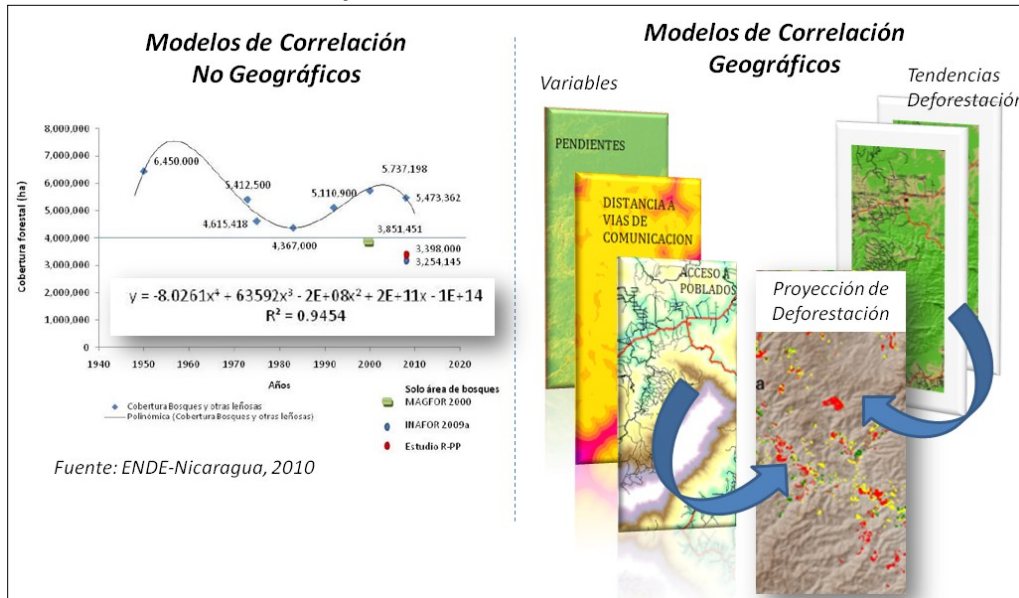 Modelos de Correlación
No Geográficos
8,000,000
7,000,000
6,000,000
5,000,000
4,000,000
3,000,000
2,000,000
1,000,000
0
Cobertura forestal (ha)
6,450.000
5,412.500
4,615,418
4,367,000
5,110,900
5,737,198
5,473,362
3,851,451
3,398,000
3,254,145
y = -8.0261x⁴ + 63592x³ - 2E+08x² + 2E+11x - 1E+14
R² = 0.9454
1940 1950 1960 1970 1980 1990 2000 2010 2020
Años
Cobertura Bosques y otras leñosas
Polinómica (Cobertura Bosques y otras leñosas)
Solo área de bosques
MAGFOR 2000
INAFOR 2009a
Estudio R-PP
Fuente: ENDE-Nicaragua, 2010
Modelos de Correlación
Geográficos
Variables
Tendencias
Deforestación
PENDIENTES
DISTANCIA A
VIAS DE
COMUNICACION
ACCESO A
POBLADOS
Proyección de
Deforestación
a